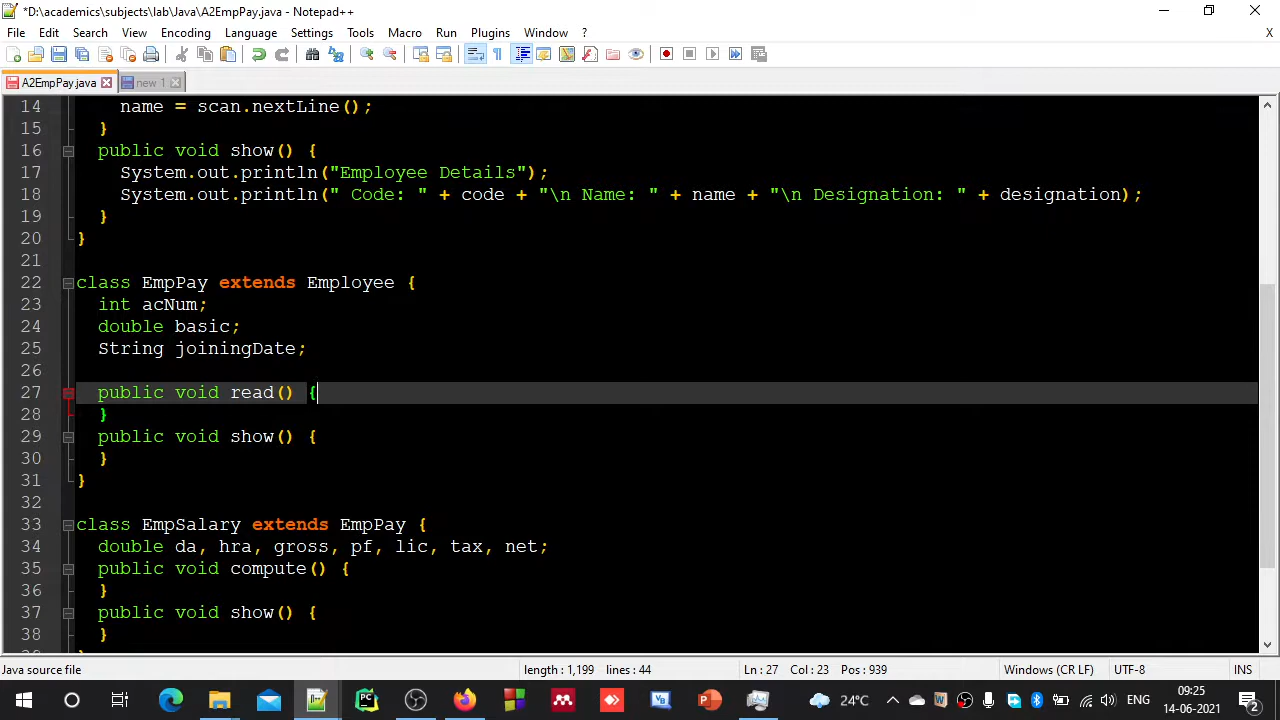 *D:\academics\subjects\lab\Java\A2EmpPay.java - Notepad++
File Edit Search View Encoding Language Settings Tools Macro Run Plugins Window ? X
A2EmpPay.java new 1
14 name = scan.nextLine();
15 }
16 public void show() {
17 System.out.println("Employee Details");
18 System.out.println(" Code: " + code + "\n Name: " + name + "\n Designation: " + designation);
19 }
20 }
21
22 class EmpPay extends Employee {
23 int acNum;
24 double basic;
25 String joiningDate;
26
27 public void read() {
28 }
29 public void show() {
30 }
31 }
32
33 class EmpSalary extends EmpPay {
34 double da, hra, gross, pf, lic, tax, net;
35 public void compute() {
36 }
37 public void show() {
38 }
Java source file length : 1,199 lines : 44 Ln : 27 Col : 23 Pos : 939 Windows (CR LF) UTF-8 INS
24°C ENG 09:25
14-06-2021 2